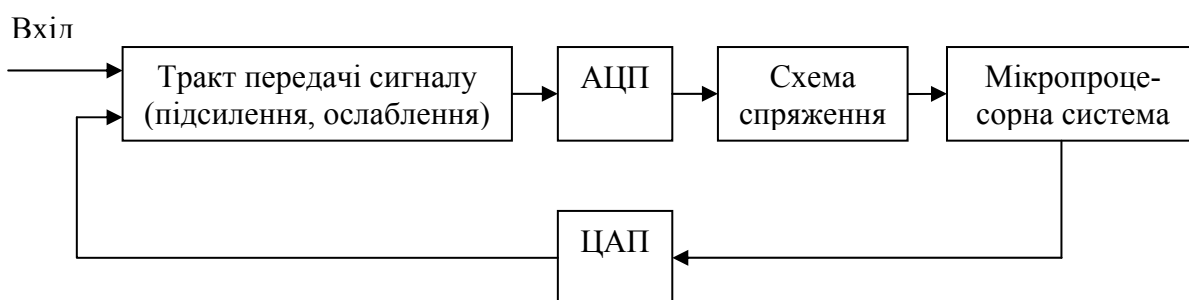 Вхід
Тракт передачі сигналу
(підсилення, ослаблення)
АЦП
Схема
спряження
Мікропроце-
сорна система
ЦАП